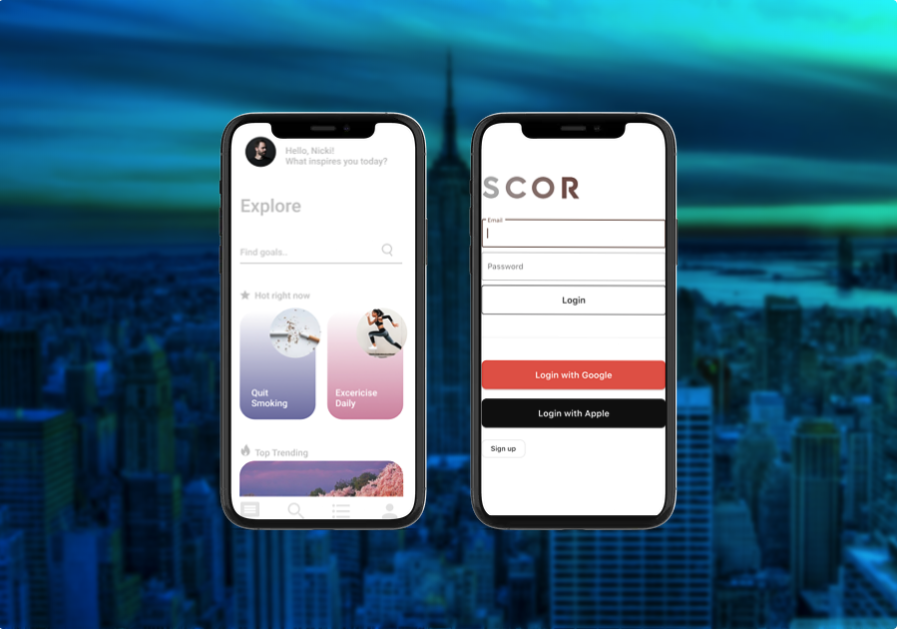 Hello, Nicki!
What inspires you today?
Explore
Find goals..
Hot right now
Quit
Smoking
Excericise
Daily
Top Trending
SCOR
Email
Password
Login
Login with Google
Login with Apple
Sign up